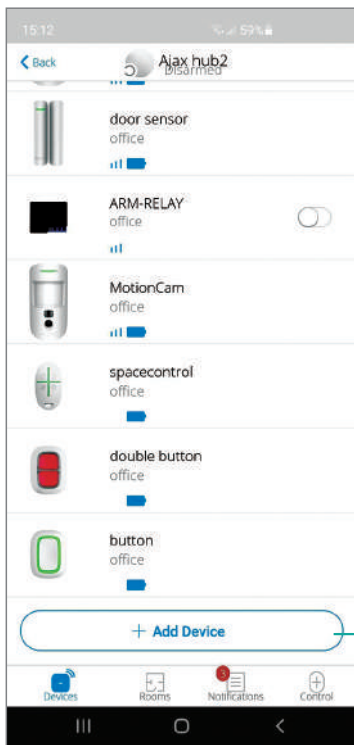 15:12
59%
Back
Ajax hub2
Disarmed
door sensor
office
ARM-RELAY
office
MotionCam
office
spacecontrol
office
double button
office
button
office
+ Add Device
3
Devices
Rooms
Notifications
Control